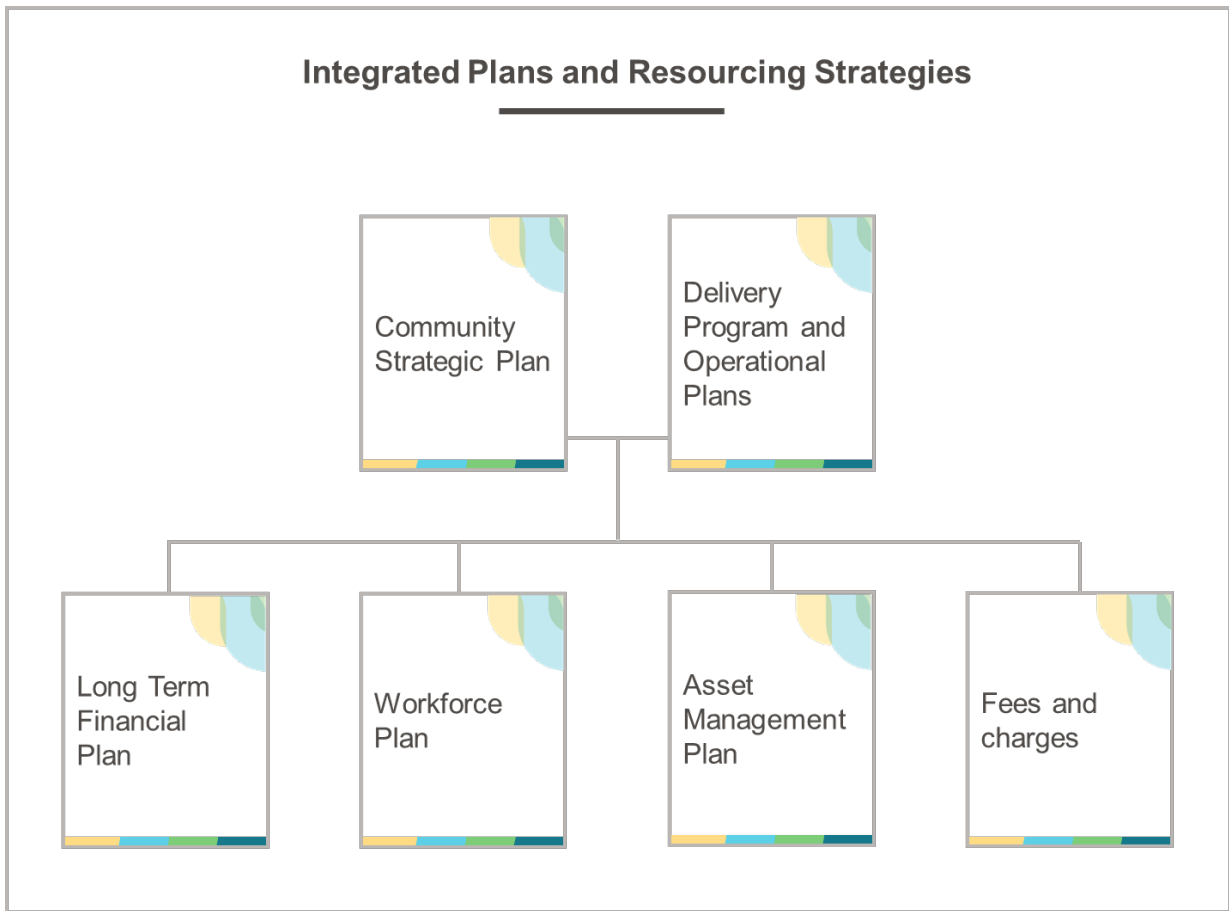 Integrated Plans and Resourcing Strategies
Community
Strategic Plan
Delivery
Program and
Operational
Plans
Long Term
Financial
Plan
Workforce
Plan
Asset
Management
Plan
Fees and
charges